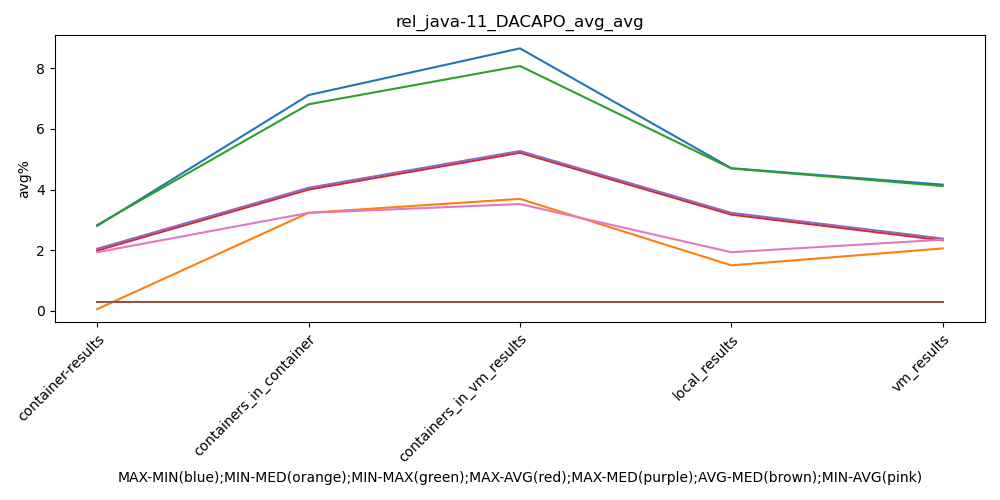 rel_java-11_DACAPO_avg_avg
avg%
8
6
4
2
0
container-results
containers_in_container
containers_in_vm_results
local_results
vm_results
MAX-MIN(blue);MIN-MED(orange);MIN-MAX(green);MAX-AVG(red);MAX-MED(purple);AVG-MED(brown);MIN-AVG(pink)